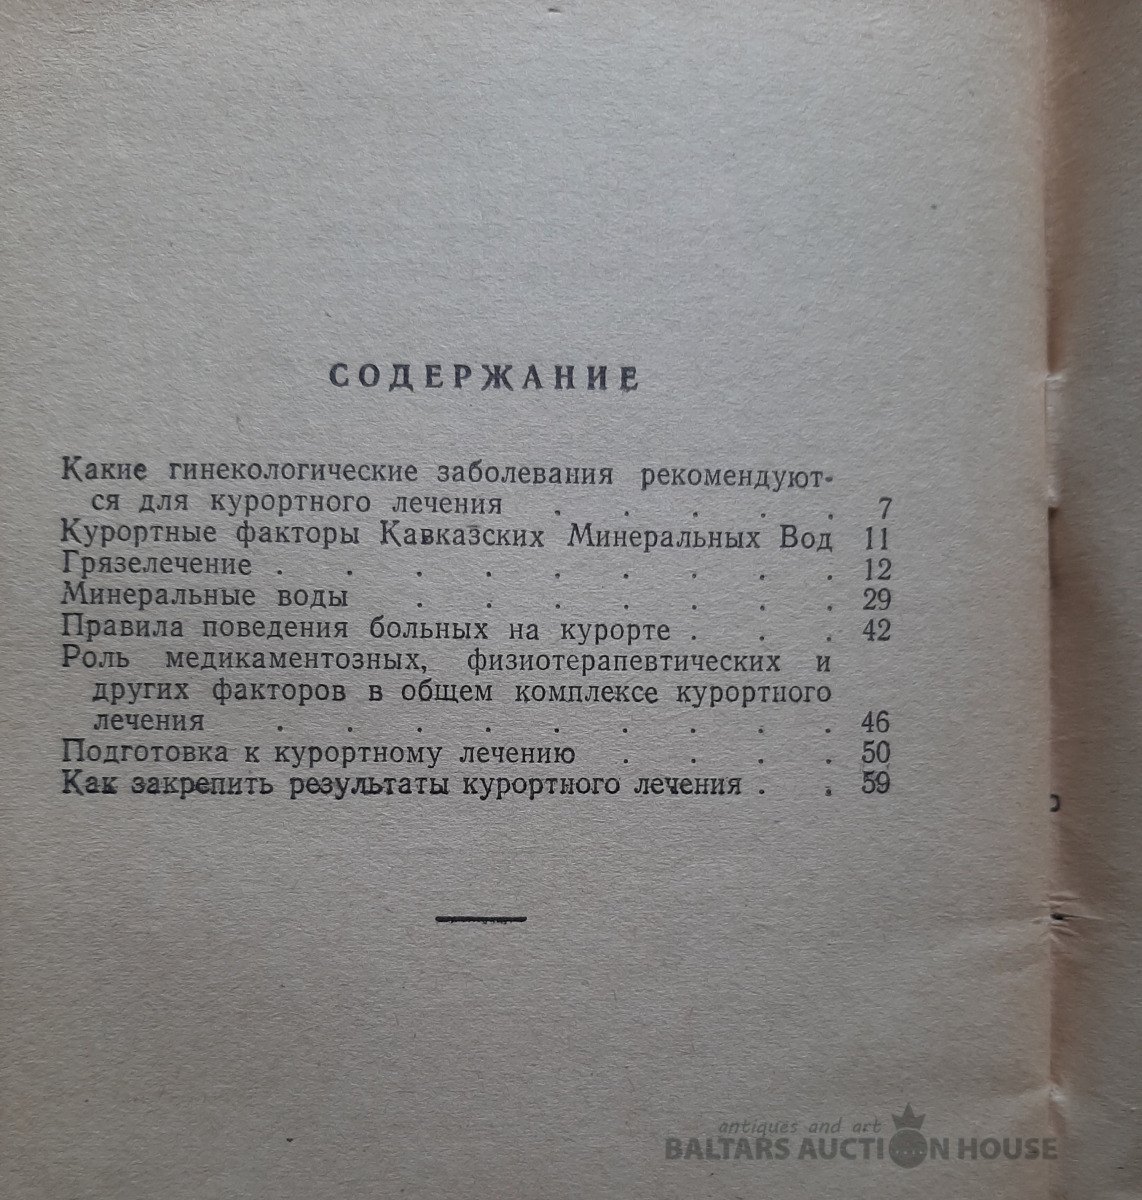 СОДЕРЖАНИЕ
Какие гинекологические заболевания рекомендуют-
ся для курортного лечения . . . . . 7
Курортные факторы Кавказских Минеральных Вод 11
Грязелечение . . . . . . . . . 12
Минеральные воды . . . . . . . 29
Правила поведения больных на курорте . . . 42
Роль медикаментозных, физиотерапевтических и
других факторов в общем комплексе курортного
лечения . . . . . . . . . 46
Подготовка к курортному лечению . . . . 50
Как закрепить результаты курортного лечения . . 59
antiques and art
BALTARS AUCTION HOUSE